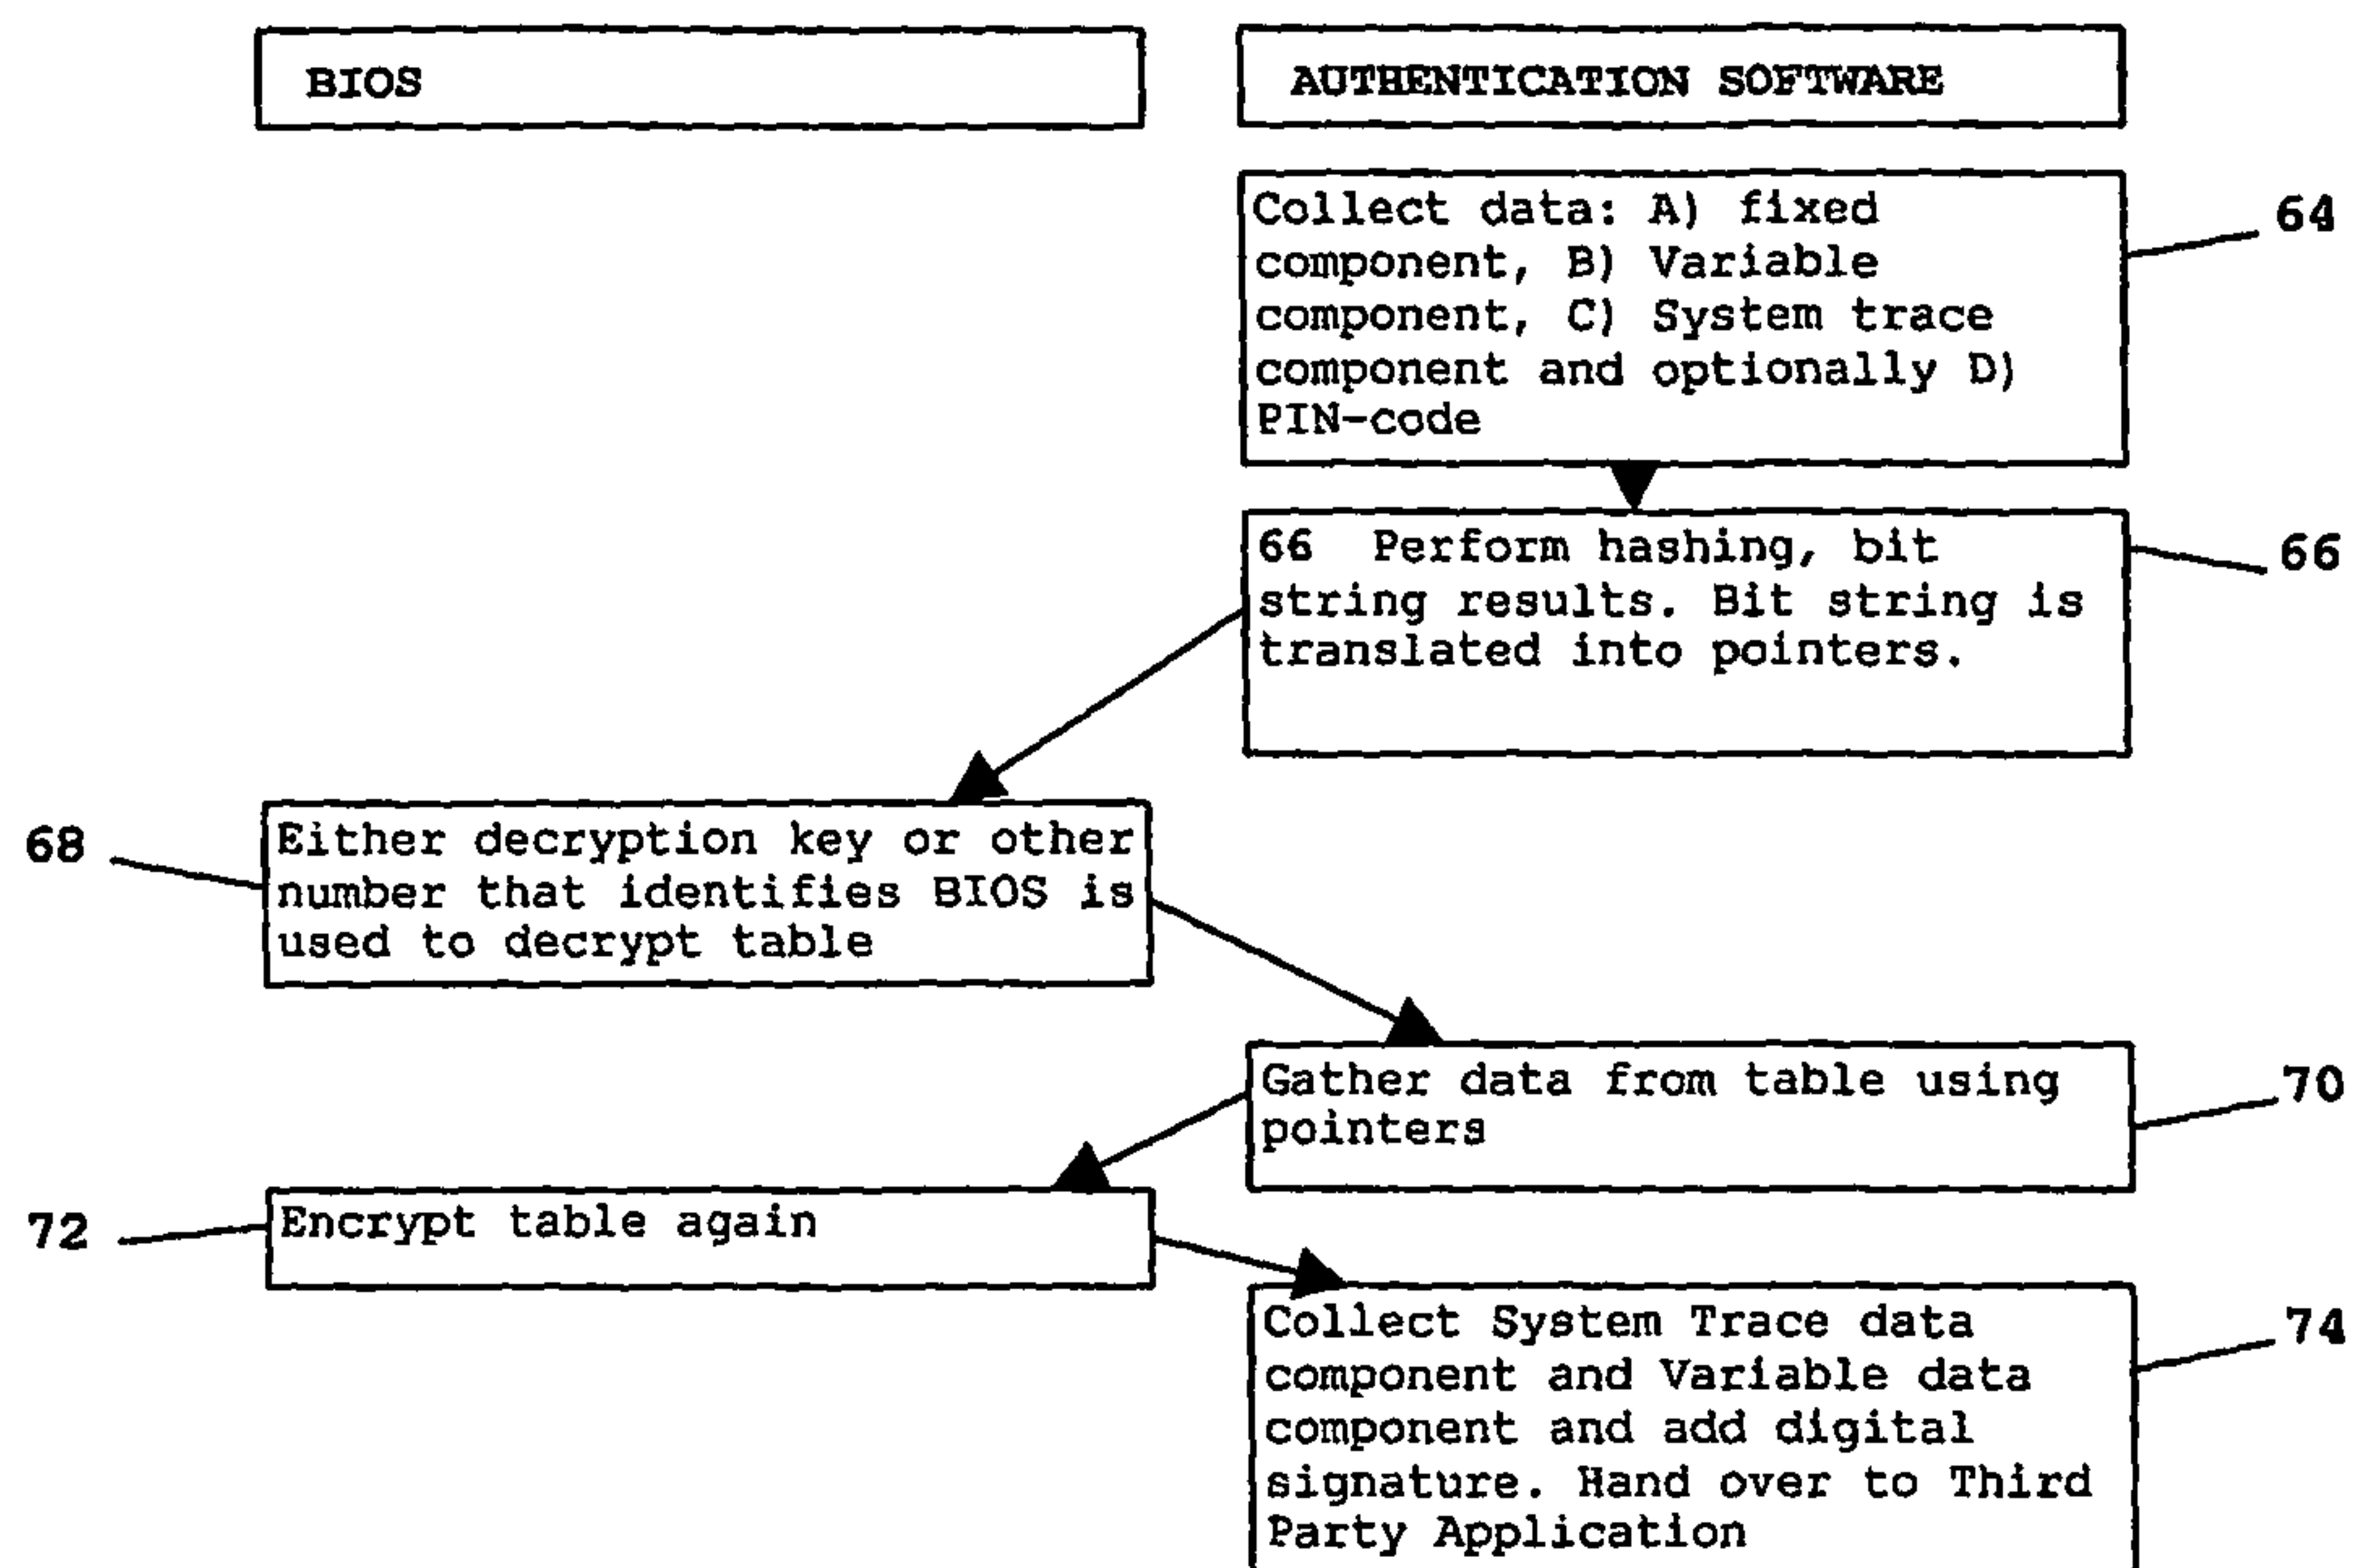 BIOS
AUTHENTICATION SOFTWARE
Collect data: A) fixed
component, B) Variable
component, C) System trace
component and optionally D)
PIN-code
64
66 Perform hashing, bit
string results. Bit string is
translated into pointers.
66
68
Either decryption key or other
number that identifies BIOS is
used to decrypt table
Gather data from table using
pointers
70
72
Encrypt table again
Collect System Trace data
component and Variable data
component and add digital
signature. Hand over to Third
Party Application
74